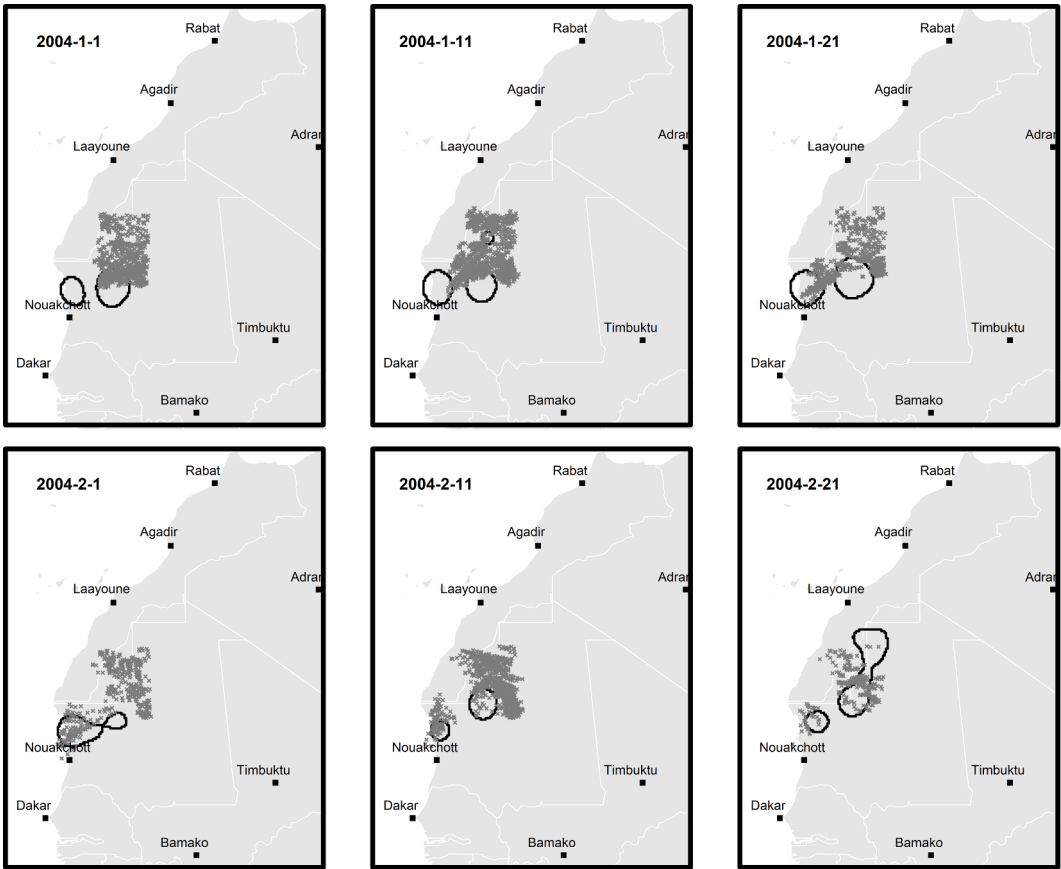 2004-1-1
Rabat
Agadir
Adrar
Laayoune
Nouakchott
Timbuktu
Dakar
Bamako
2004-1-11
Rabat
Agadir
Adrar
Laayoune
Nouakchott
Timbuktu
Dakar
Bamako
2004-1-21
Rabat
Agadir
Adrar
Laayoune
Nouakchott
Timbuktu
Dakar
Bamako
2004-2-1
Rabat
Agadir
Adrar
Laayoune
Nouakchott
Timbuktu
Dakar
Bamako
2004-2-11
Rabat
Agadir
Adrar
Laayoune
Nouakchott
Timbuktu
Dakar
Bamako
2004-2-21
Rabat
Agadir
Adrar
Laayoune
Nouakchott
Timbuktu
Dakar
Bamako